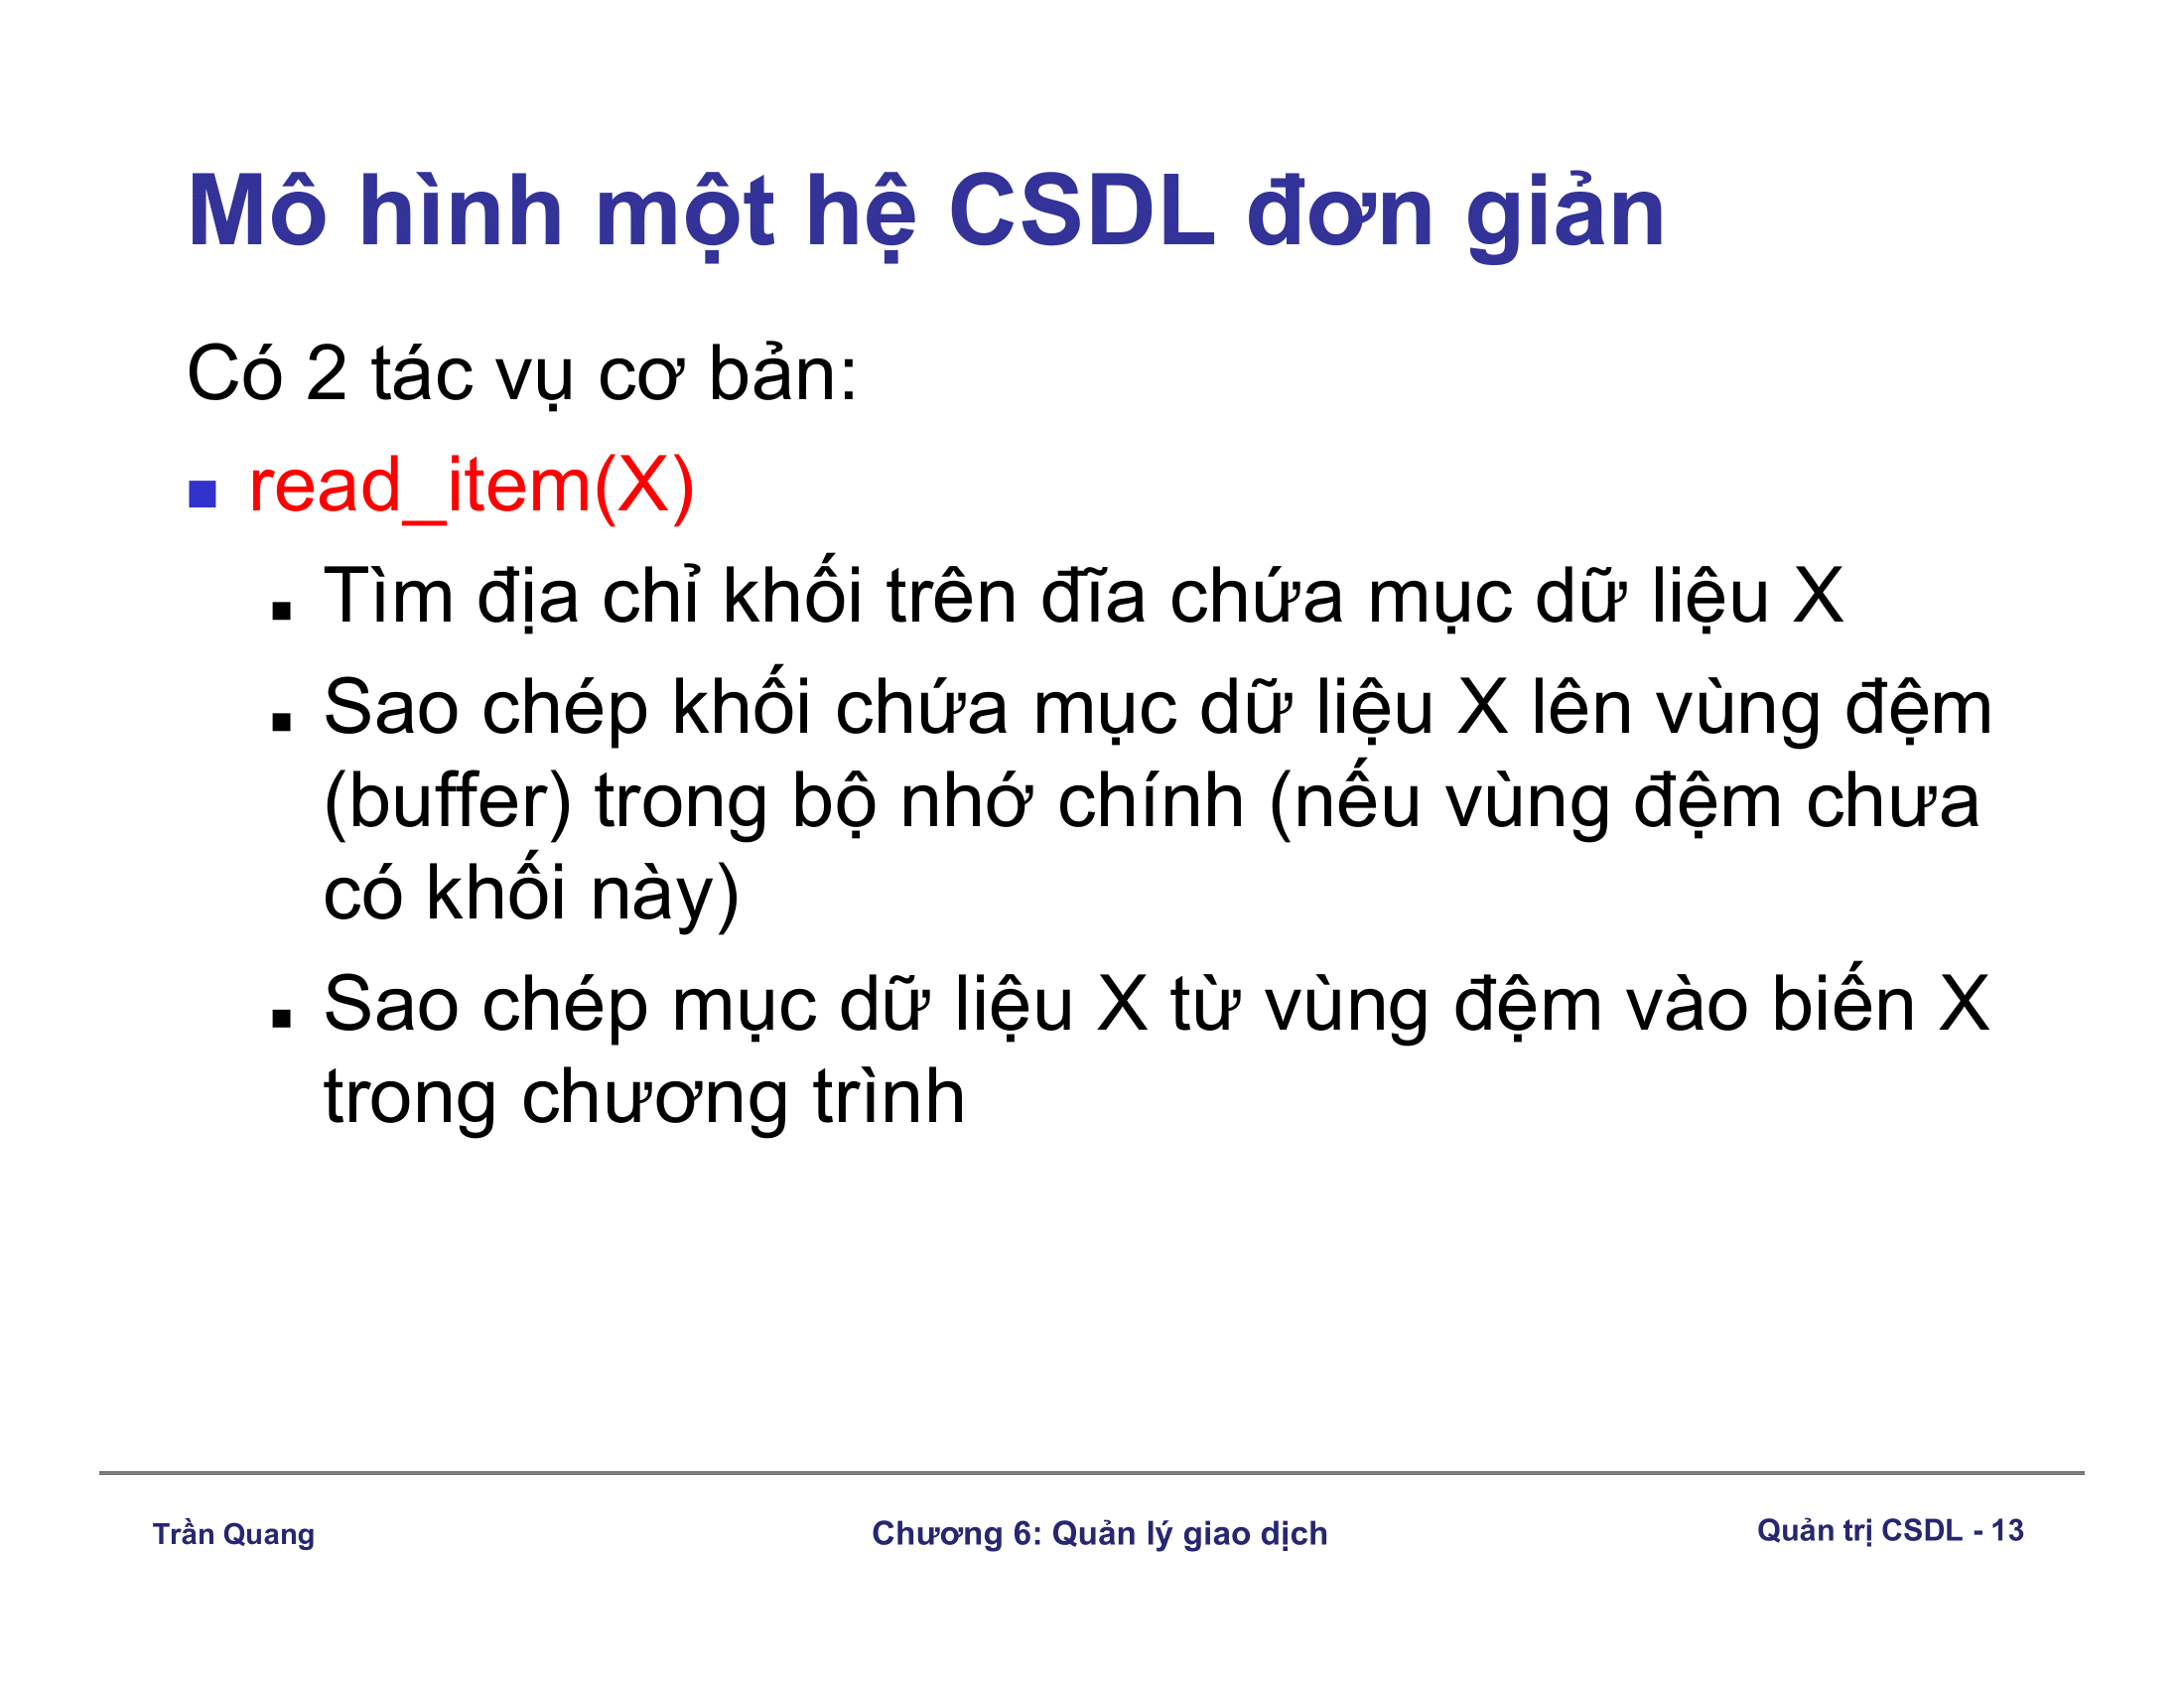 Mô hình một hệ CSDL đơn giản
Có 2 tác vụ cơ bản:
read_item(X)
Tìm địa chỉ khối trên đĩa chứa mục dữ liệu X
Sao chép khối chứa mục dữ liệu X lên vùng đệm
(buffer) trong bộ nhớ chính (nếu vùng đệm chưa
có khối này)
Sao chép mục dữ liệu X từ vùng đệm vào biến X
trong chương trình
Trần Quang
Chương 6: Quản lý giao dịch
Quản trị CSDL - 13